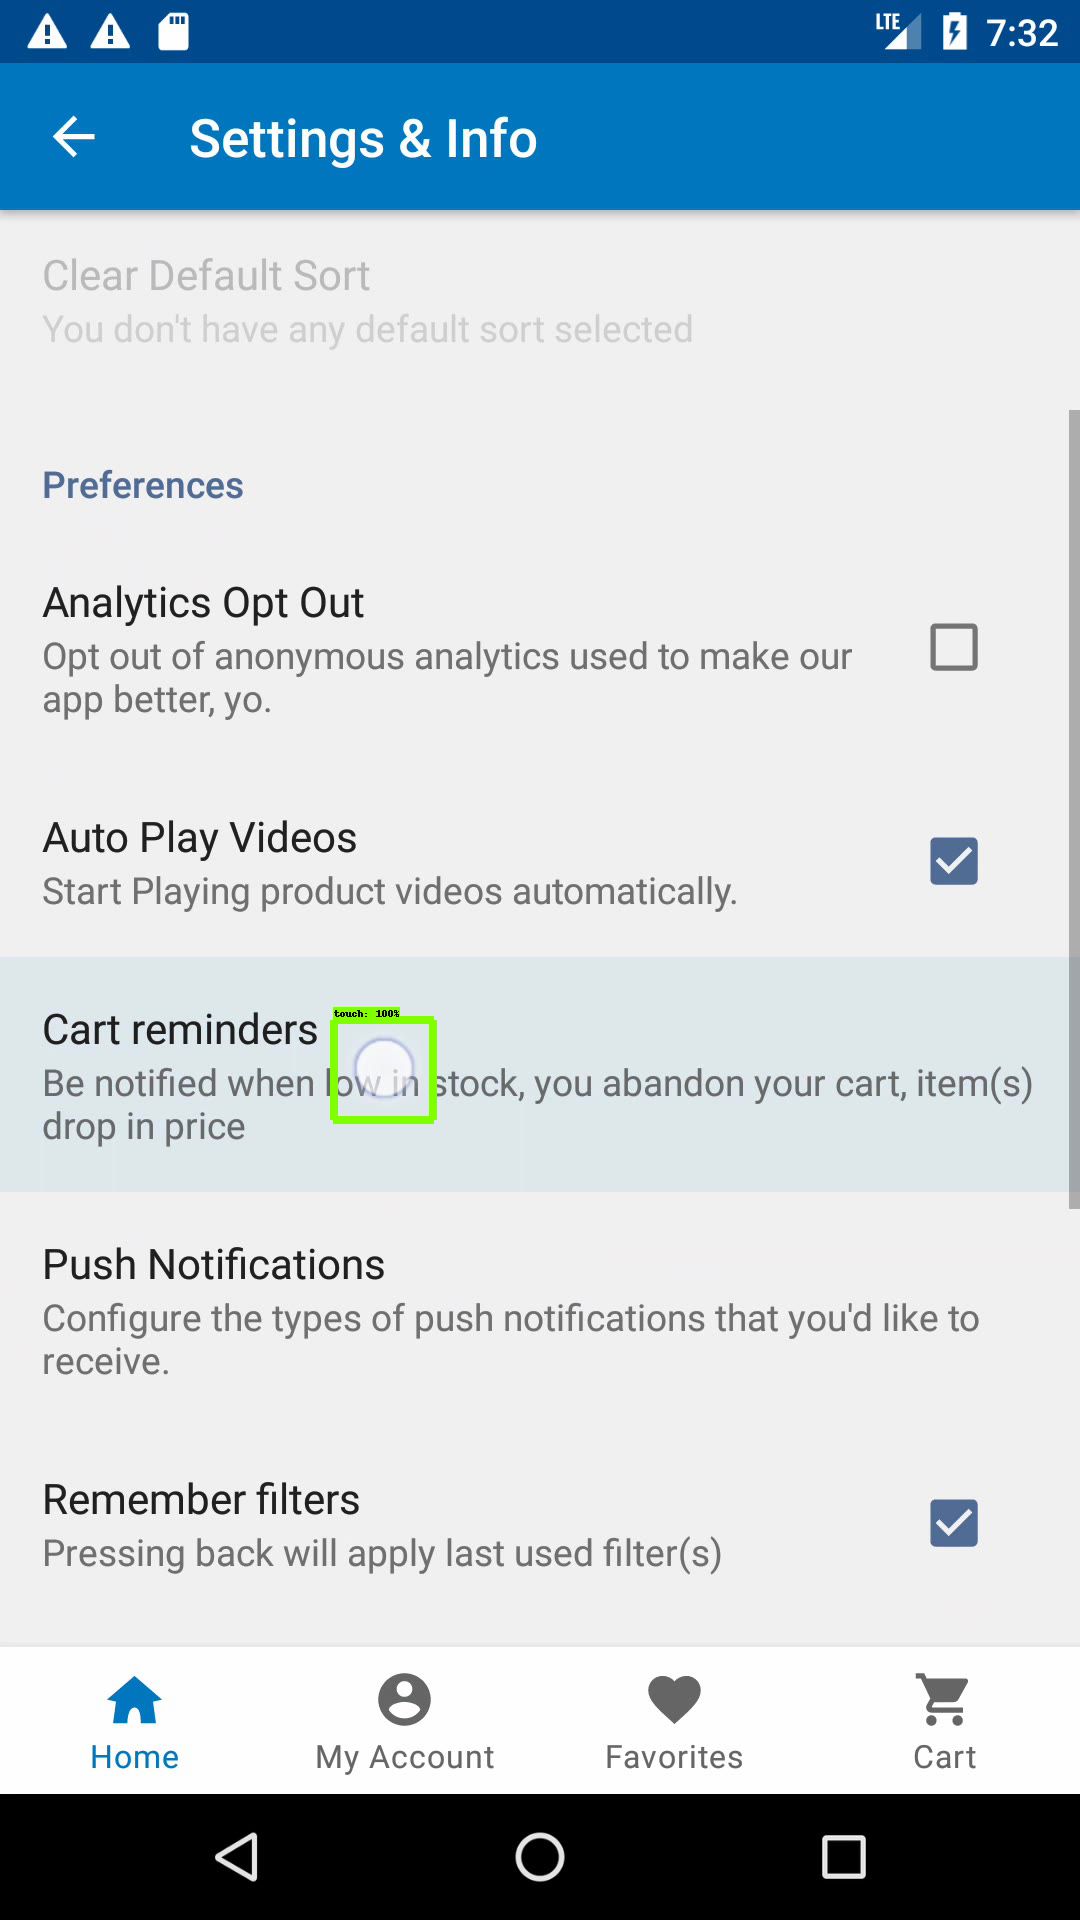 LTE 7:32
Settings & Info
Clear Default Sort
You don't have any default sort selected
Preferences
Analytics Opt Out
Opt out of anonymous analytics used to make our
app better, yo.
Auto Play Videos
Start Playing product videos automatically.
touch: 100%
Cart reminders
Be notified when low in stock, you abandon your cart, item(s)
drop in price
Push Notifications
Configure the types of push notifications that you'd like to
receive.
Remember filters
Pressing back will apply last used filter(s)
Home My Account Favorites Cart